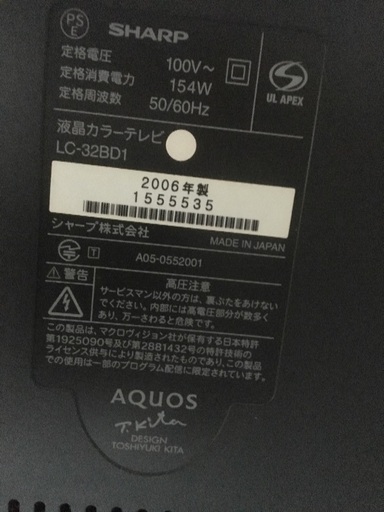 PS
E
SHARP
定格電圧 100V～
定格消費電力 154W
定格周波数 50/60Hz
UL APEX
液晶カラーテレビ
LC-32BD1
2006年製
1555535
シャープ株式会社
MADE IN JAPAN
T A05-0552001
⚠警告 高圧注意
サービスマン以外の方は、裏ぶたをあけない
でください。内部には高電圧部分が数多く
あり、万一さわると危険です。
この製品は、マクロヴィジョン社が保有する日本特許
第1925090号及び第2881432号の特許技術の
ライセンス供与により製造されたもので、この技術
での使用は一部のプログラム配信に限定されています。
AQUOS
T. Kita
DESIGN
TOSHIYUKI KITA